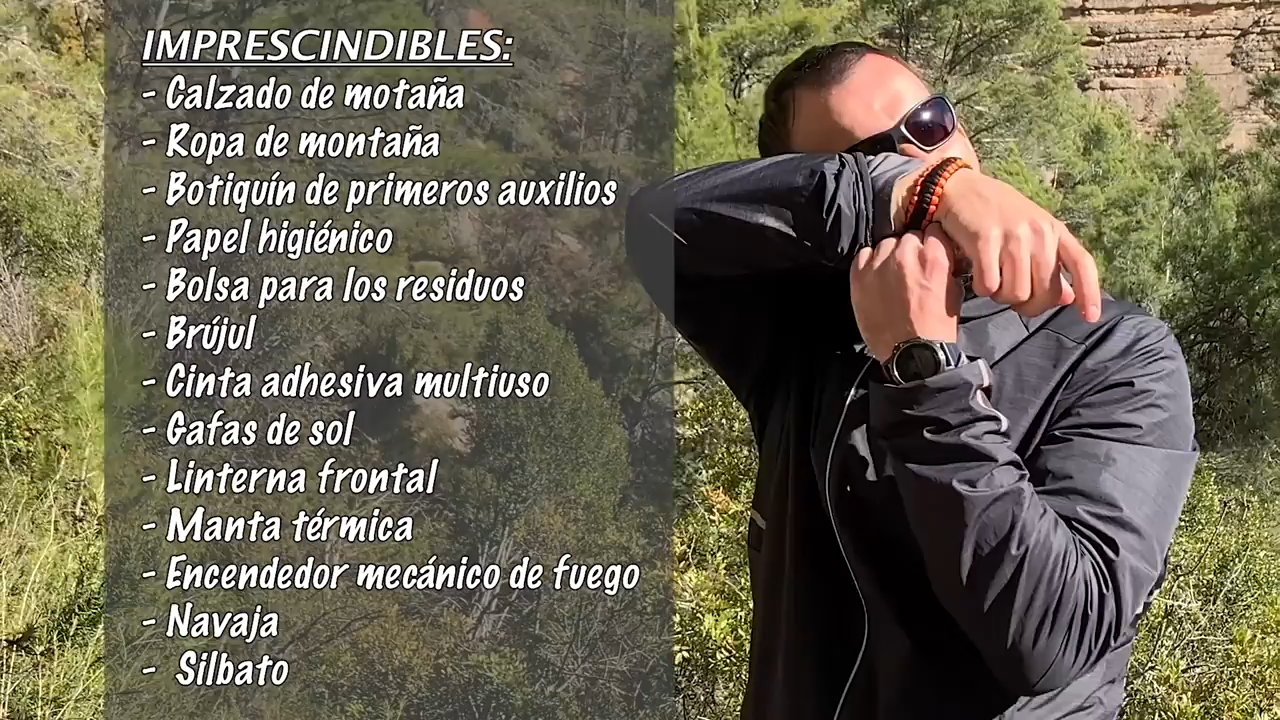 IMPRESCINDIBLES:
- Calzado de motaña
- Ropa de montaña
- Botiquín de primeros auxilios
- Papel higiénico
- Bolsa para los residuos
- Brújul
- Cinta adhesiva multiuso
- Gafas de sol
- Linterna frontal
- Manta térmica
- Encendedor mecánico de fuego
- Navaja
- Silbato